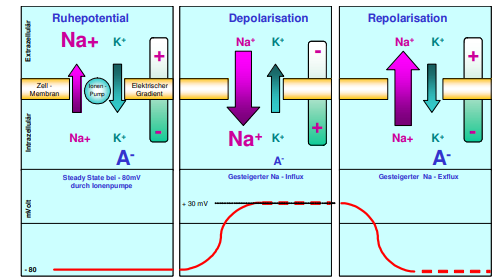 Ruhepotential
Extrazellulär
Na+
K+
+
Zell -
Membran
Ionen -
Pump
Elektrischer
Gradient
Intrazellulär
Na+
K+
-
A-
Steady State bei - 80mV
durch Ionenpumpe
mVolt
- 80
Depolarisation
Na+
K+
-
Na+
K+
+
A-
Gesteigerter Na - Influx
+ 30 mV
Repolarisation
Na+
K+
+
Na+
K+
-
A-
Gesteigerter Na - Exflux